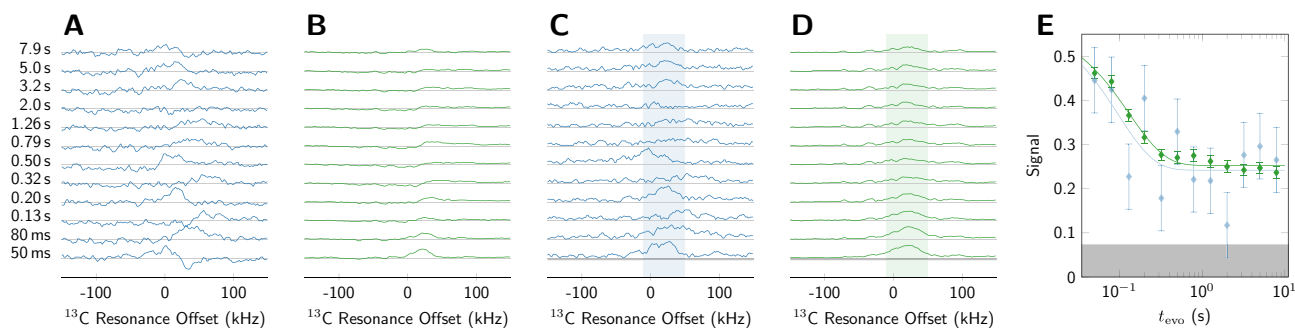 A
B
C
D
E
7.9 s
5.0 s
3.2 s
2.0 s
1.26 s
0.79 s
0.50 s
0.32 s
0.20 s
0.13 s
80 ms
50 ms
-100 0 100
-100 0 100
-100 0 100
-100 0 100
¹³C Resonance Offset (kHz)
¹³C Resonance Offset (kHz)
¹³C Resonance Offset (kHz)
¹³C Resonance Offset (kHz)
Signal
0.5
0.4
0.3
0.2
0.1
0
10⁻¹ 10⁰ 10¹
t_evo (s)